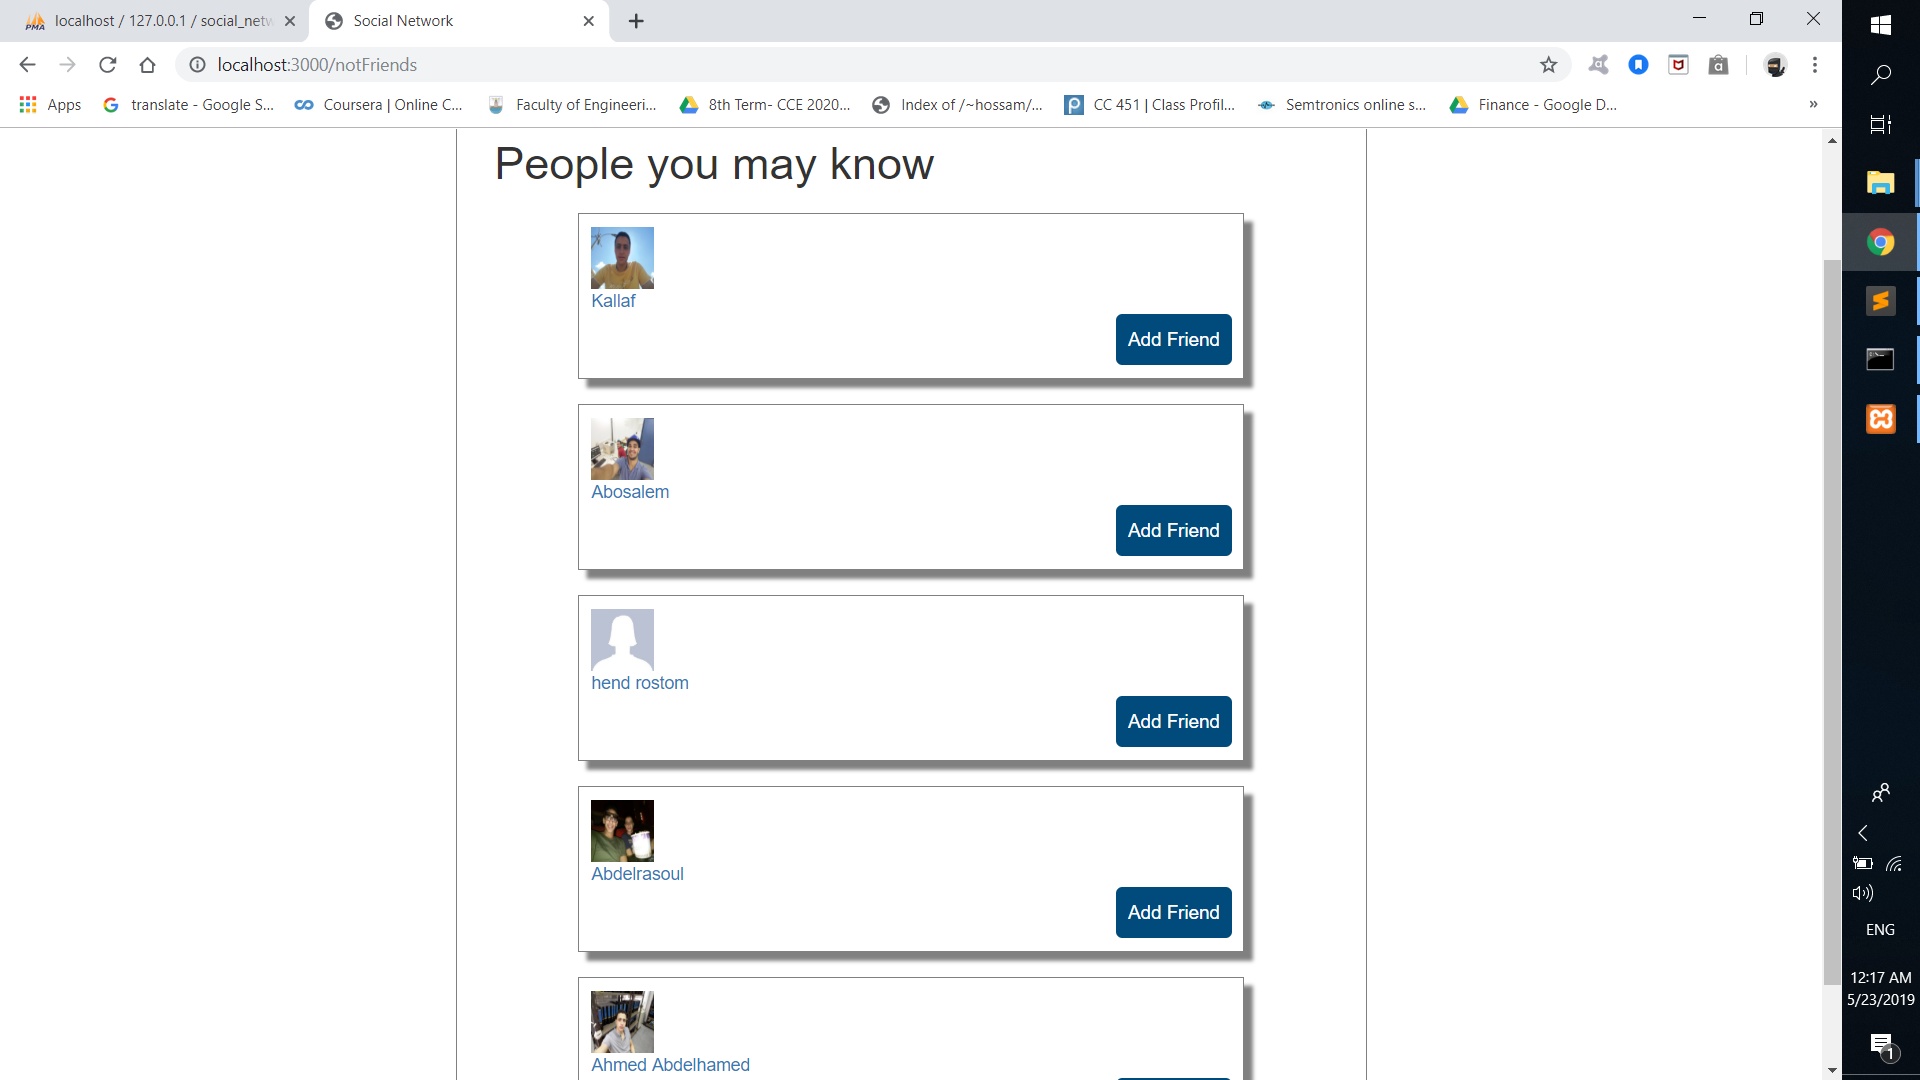 localhost / 127.0.0.1 / social_netw
Social Network
localhost:3000/notFriends
Apps
translate - Google S...
Coursera | Online C...
Faculty of Engineeri...
8th Term- CCE 2020...
Index of /~hossam/...
CC 451 | Class Profil...
Semtronics online s...
Finance - Google D...
»
People you may know
Kallaf
Add Friend
Abosalem
Add Friend
hend rostom
Add Friend
Abdelrasoul
Add Friend
Ahmed Abdelhamed
ENG
12:17 AM
5/23/2019
1